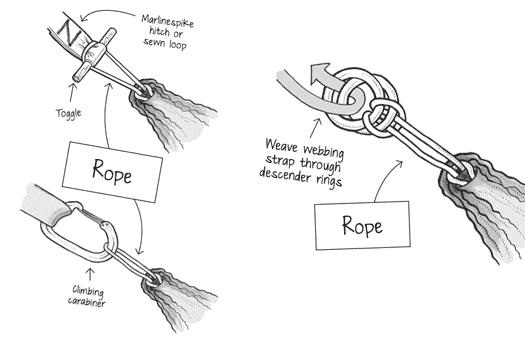 Marlinespike
hitch or
sewn loop
Toggle
Rope
Climbing
carabiner
Weave webbing
strap through
descender rings
Rope